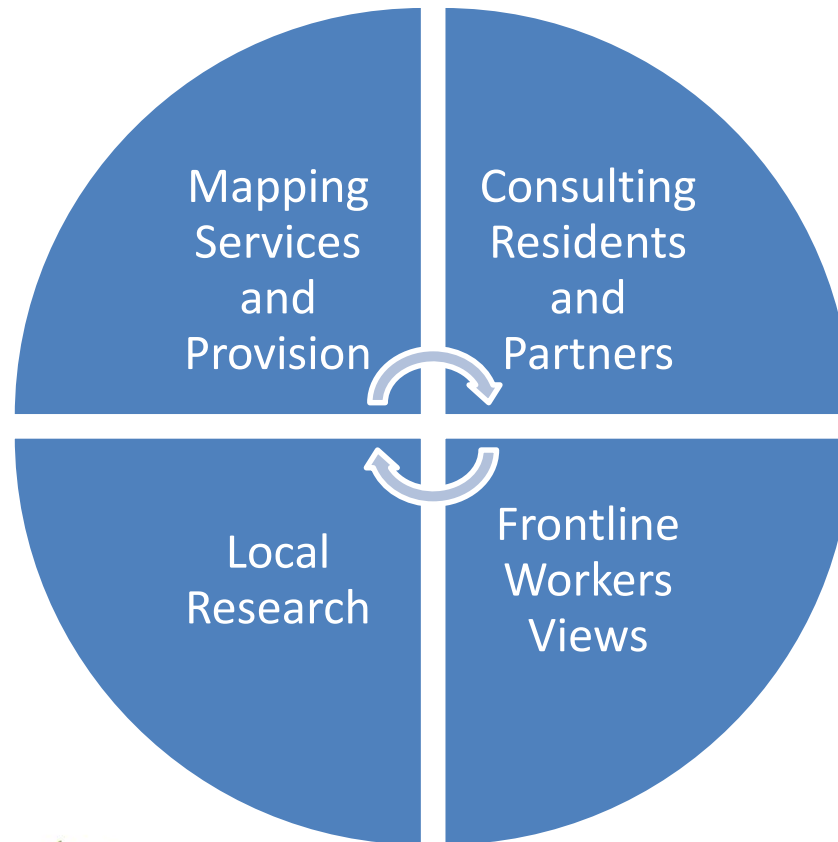 Mapping
Services
and
Provision
Consulting
Residents
and
Partners
Local
Research
Frontline
Workers
Views